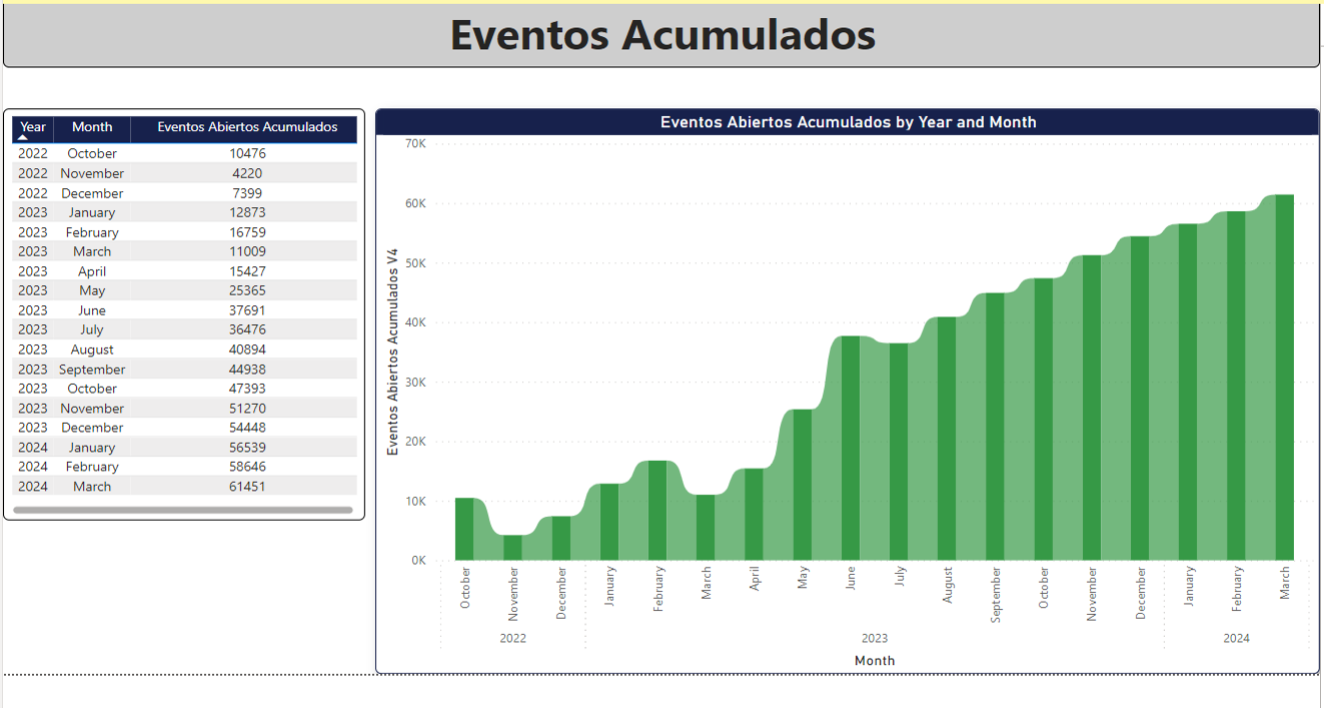 Eventos Acumulados
Year Month Eventos Abiertos Acumulados
2022 October 10476
2022 November 4220
2022 December 7399
2023 January 12873
2023 February 16759
2023 March 11009
2023 April 15427
2023 May 25365
2023 June 37691
2023 July 36476
2023 August 40894
2023 September 44938
2023 October 47393
2023 November 51270
2023 December 54448
2024 January 56539
2024 February 58646
2024 March 61451
Eventos Abiertos Acumulados by Year and Month
Eventos Abiertos Acumulados V4
70K
60K
50K
40K
30K
20K
10K
0K
October November December January February March April May June July August September October November December January February March
2022 2023 2024
Month